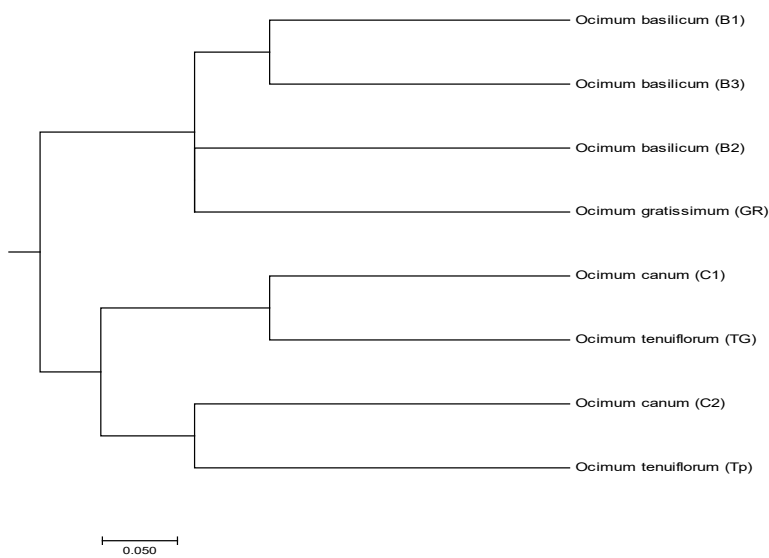 Ocimum basilicum (B1)
Ocimum basilicum (B3)
Ocimum basilicum (B2)
Ocimum gratissimum (GR)
Ocimum canum (C1)
Ocimum tenuiflorum (TG)
Ocimum canum (C2)
Ocimum tenuiflorum (Tp)
0.050